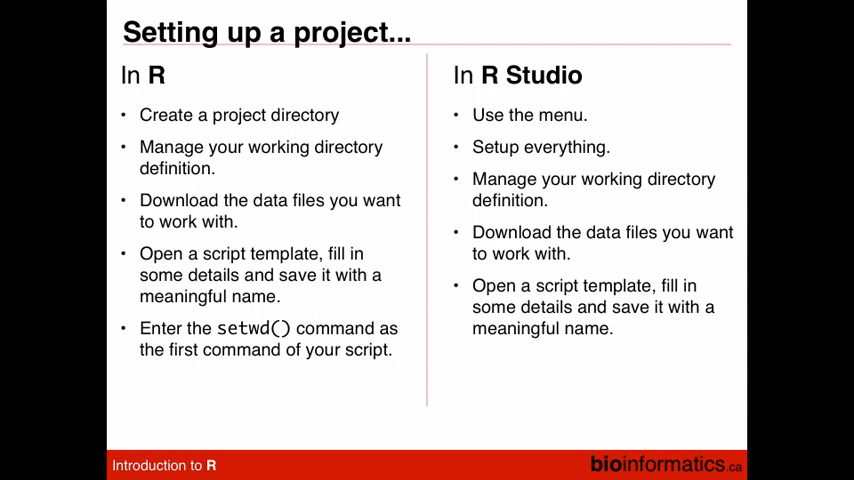 Setting up a project...
In R
• Create a project directory
• Manage your working directory
definition.
• Download the data files you want
to work with.
• Open a script template, fill in
some details and save it with a
meaningful name.
• Enter the setwd() command as
the first command of your script.
In R Studio
• Use the menu.
• Setup everything.
• Manage your working directory
definition.
• Download the data files you want
to work with.
• Open a script template, fill in
some details and save it with a
meaningful name.
Introduction to R
bioinformatics.ca